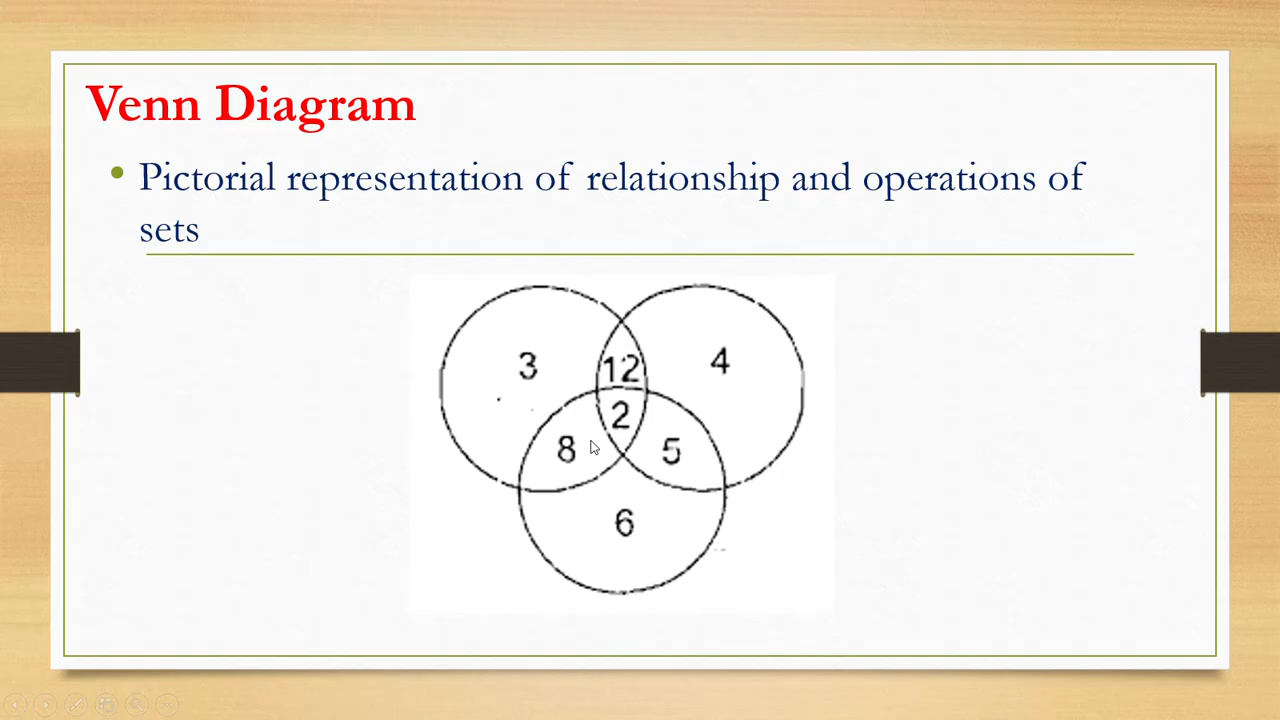 Venn Diagram
• Pictorial representation of relationship and operations of
sets
3
12
4
2
8
5
6